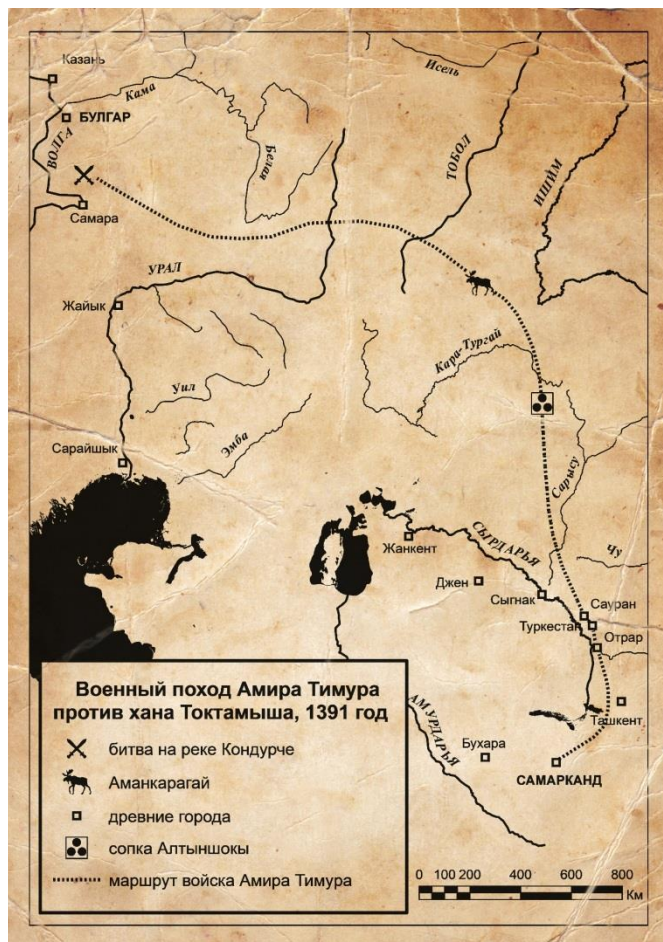 Казань
Кама
Исель
БУЛГАР
ВОЛГА
Белая
ТОБОЛ
ИШИМ
Самара
УРАЛ
Жайык
Кара-Тургай
Уил
Эмба
Сарайшык
Сарысу
Жанкент
СЫРДАРЬЯ
Чу
Джен
Сыгнак
Сауран
Туркестан
Отрар
Ташкент
АМУРДАРЬЯ
Бухара
САМАРКАНД
Военный поход Амира Тимура
против хана Токтамыша, 1391 год
битва на реке Кондурче
Аманкарагай
древние города
сопка Алтыншокы
маршрут войска Амира Тимура
0 100 200 400 600 800
Км